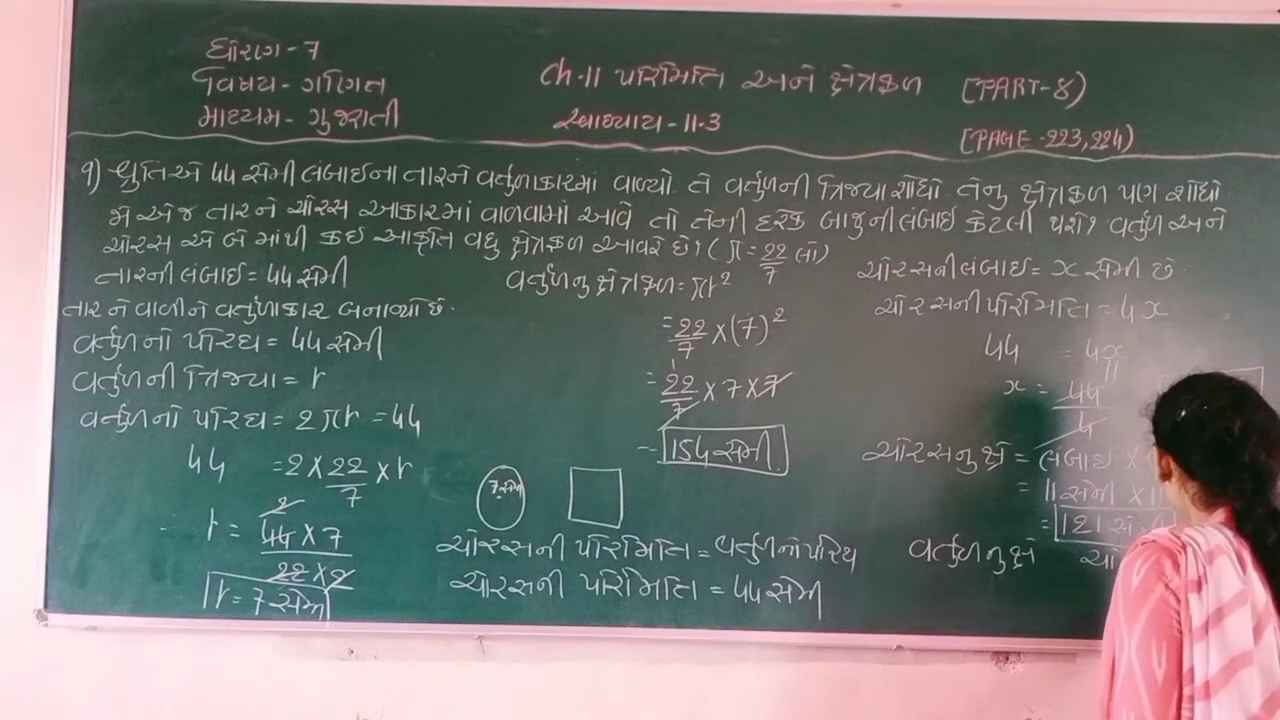 ધોરણ - 7
વિષય - ગણિત
માધ્યમ - ગુજરાતી
Ch-11 પરિમિતિ અને ક્ષેત્રફળ
સ્વાધ્યાય - 11.3
[PART-8)
[PAGE - 223, 224)
૧) શ્રુતિએ 44 સેમી લંબાઈના તારને વર્તુળાકારમાં વાળ્યો. તે વર્તુળની ત્રિજ્યા શોધો તેનુ ક્ષેત્રફળ પણ શોધો
જો એજ તારને ચોરસ આકારમાં વાળવામાં આવે તો તેની દરેક બાજુની લંબાઈ કેટલી થશે? વર્તુળ અને
ચોરસ એ બેમાંથી કઈ આકૃતિ વધુ ક્ષેત્રફળ આવરે છે? (π = 22/7 લો)
તારની લંબાઈ = 44 સેમી
તારને વાળીને વર્તુળાકાર બનાવ્યો છે.
વર્તુળનો પરિઘ = 44 સેમી
વર્તુળની ત્રિજ્યા = r
વર્તુળનો પરિઘ = 2πr = 44
44 = 2 × 22/7 × r
2
r = 44 × 7 / 22 × 2
r = 7 સેમી
વર્તુળનુ ક્ષેત્રફળ = πr²
= 22/7 × (7)²
1
= 22/7 × 7 × 7
= 154 સેમી.
7 સેમી
ચોરસની પરિમિતિ = વર્તુળનો પરિઘ
ચોરસની પરિમિતિ = 44 સેમી
ચોરસની લંબાઈ = x સેમી છે.
ચોરસની પરિમિતિ = 4x
44 = 4x
11
x = 44/4
ચોરસનુ ક્ષે = લંબાઈ ×
= 11 સેમી × 11
= 121 સેમી
વર્તુળનુ ક્ષે